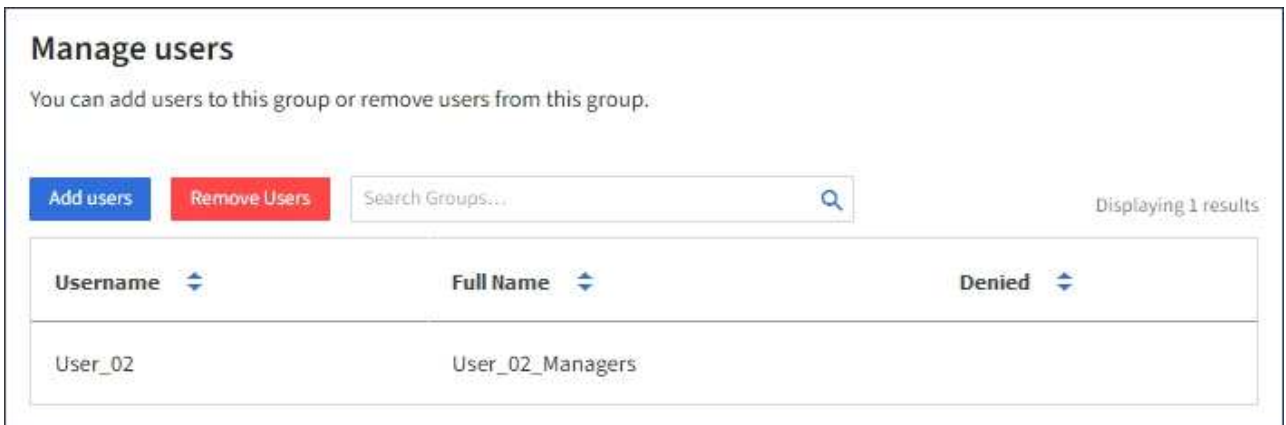 Manage users
You can add users to this group or remove users from this group.
Add users Remove Users Search Groups... Displaying 1 results
Username Full Name Denied
User_02 User_02_Managers